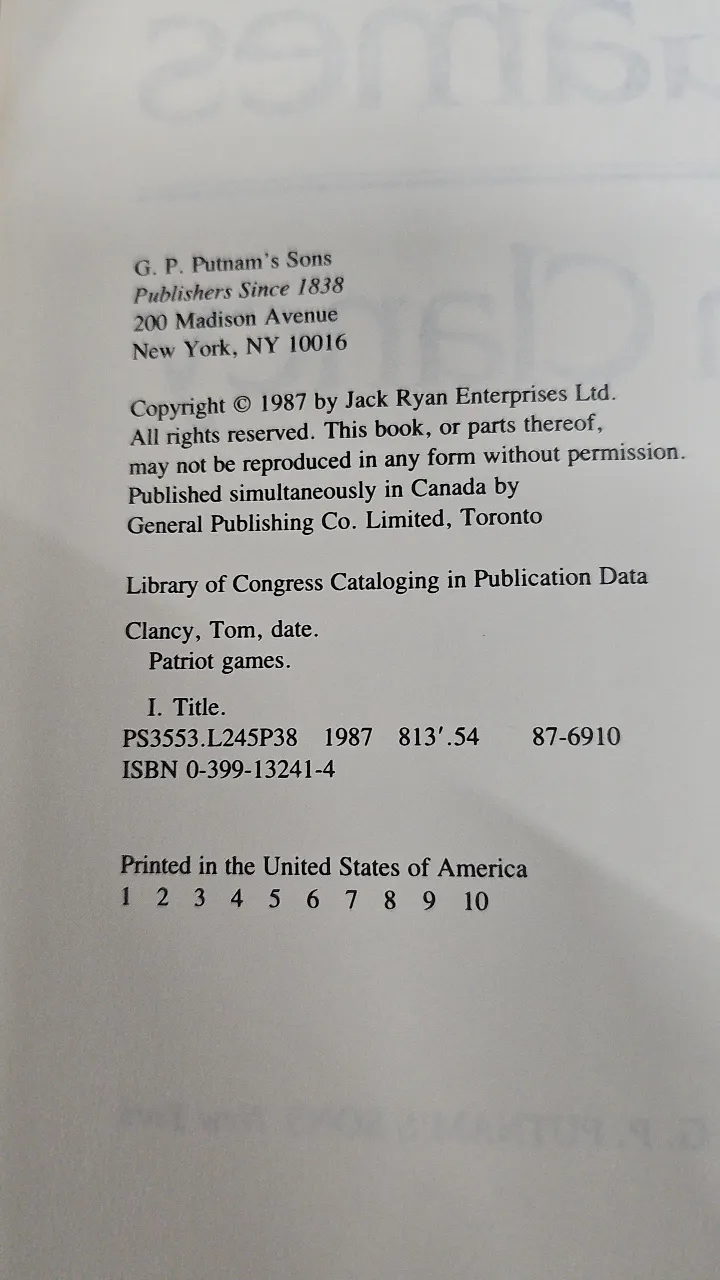 G. P. Putnam's Sons
Publishers Since 1838
200 Madison Avenue
New York, NY 10016
Copyright © 1987 by Jack Ryan Enterprises Ltd.
All rights reserved. This book, or parts thereof,
may not be reproduced in any form without permission.
Published simultaneously in Canada by
General Publishing Co. Limited, Toronto
Library of Congress Cataloging in Publication Data
Clancy, Tom, date.
Patriot games.
I. Title.
PS3553.L245P38 1987 813′.54 87-6910
ISBN 0-399-13241-4
Printed in the United States of America
1 2 3 4 5 6 7 8 9 10